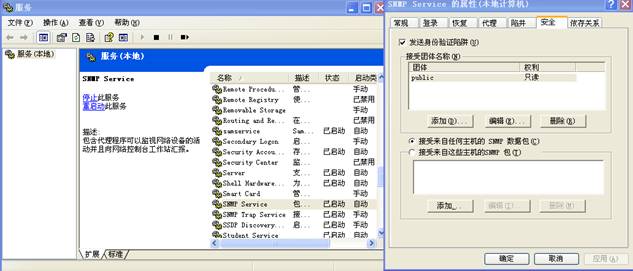 服务
文件(F) 操作(A) 查看(V) 帮助(H)
服务(本地)
服务(本地)
SNMP Service
停止此服务
重启动此服务
描述:
包含代理程序可以监视网络设备的活动并且向网络控制台工作站汇报。
名称 描述 状态 启动类
Remote Procedu... 管... 手动
Remote Registry 使... 已禁用
Removable Storage 手动
Routing and Re... 在... 已禁用
samservice Sam... 已启动 自动
Secondary Logon 启... 手动
Security Accou... 存... 已启动 自动
Security Center 监... 已禁用
Server 支... 已启动 自动
Shell Hardware... 为... 已启动 自动
Smart Card 管... 手动
SNMP Service 包... 已启动 自动
SNMP Trap Service 接... 已启动 手动
SSDP Discovery... 启... 已启动 手动
Student Service 已启动 自动
扩展 标准
SNMP Service 的属性(本地计算机)
常规 登录 恢复 代理 陷阱 安全 依存关系
发送身份验证陷阱(U)
接受团体名称(N)
团体 权利
public 只读
添加(D)... 编辑(E)... 删除(R)
接受来自任何主机的 SNMP 数据包(C)
接受来自这些主机的SNMP 包(T)
添加... 编辑(I)... 删除(M)
确定 取消 应用(A)